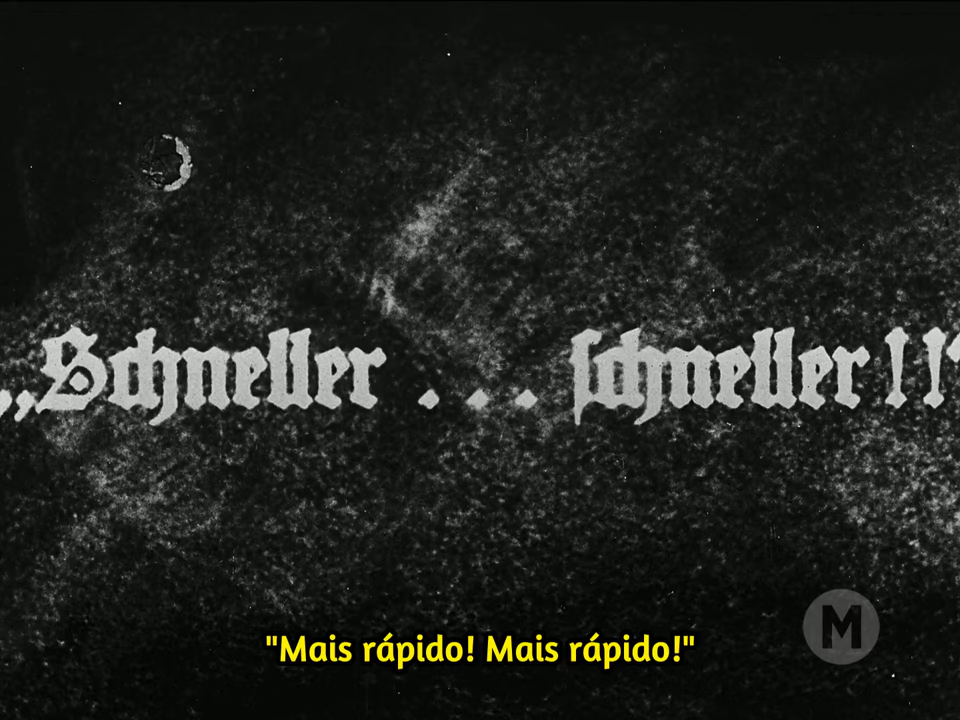 „Schneller . . . ſchneller!!“
"Mais rápido! Mais rápido!"
M